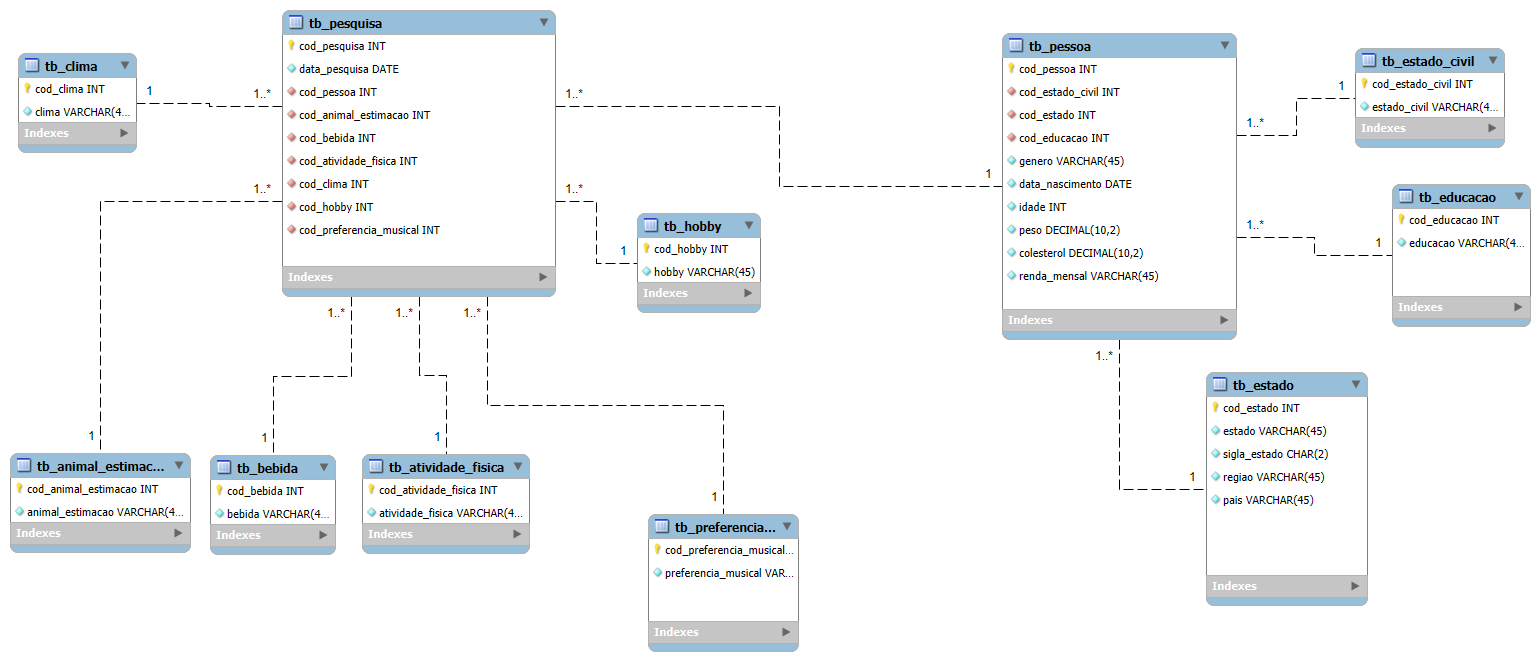 tb_pesquisa
cod_pesquisa INT
data_pesquisa DATE
cod_pessoa INT
cod_animal_estimacao INT
cod_bebida INT
cod_atividade_fisica INT
cod_clima INT
cod_hobby INT
cod_preferencia_musical INT
Indexes
tb_clima
cod_clima INT
clima VARCHAR(4...
Indexes
1
1..*
1..*
1
1..*
1
1..*
1
tb_hobby
cod_hobby INT
hobby VARCHAR(45)
Indexes
tb_pessoa
cod_pessoa INT
cod_estado_civil INT
cod_estado INT
cod_educacao INT
genero VARCHAR(45)
data_nascimento DATE
idade INT
peso DECIMAL(10,2)
colesterol DECIMAL(10,2)
renda_mensal VARCHAR(45)
Indexes
1
1..*
tb_estado_civil
cod_estado_civil INT
estado_civil VARCHAR(4...
Indexes
1..*
1
tb_educacao
cod_educacao INT
educacao VARCHAR(4...
Indexes
1..*
1
tb_estado
cod_estado INT
estado VARCHAR(45)
sigla_estado CHAR(2)
regiao VARCHAR(45)
pais VARCHAR(45)
Indexes
1..*
1..*
1..*
1
1
1
tb_animal_estimac...
cod_animal_estimacao INT
animal_estimacao VARCHAR(4...
Indexes
tb_bebida
cod_bebida INT
bebida VARCHAR(4...
Indexes
tb_atividade_fisica
cod_atividade_fisica INT
atividade_fisica VARCHAR(4...
Indexes
tb_preferencia...
cod_preferencia_musical...
preferencia_musical VAR...
Indexes